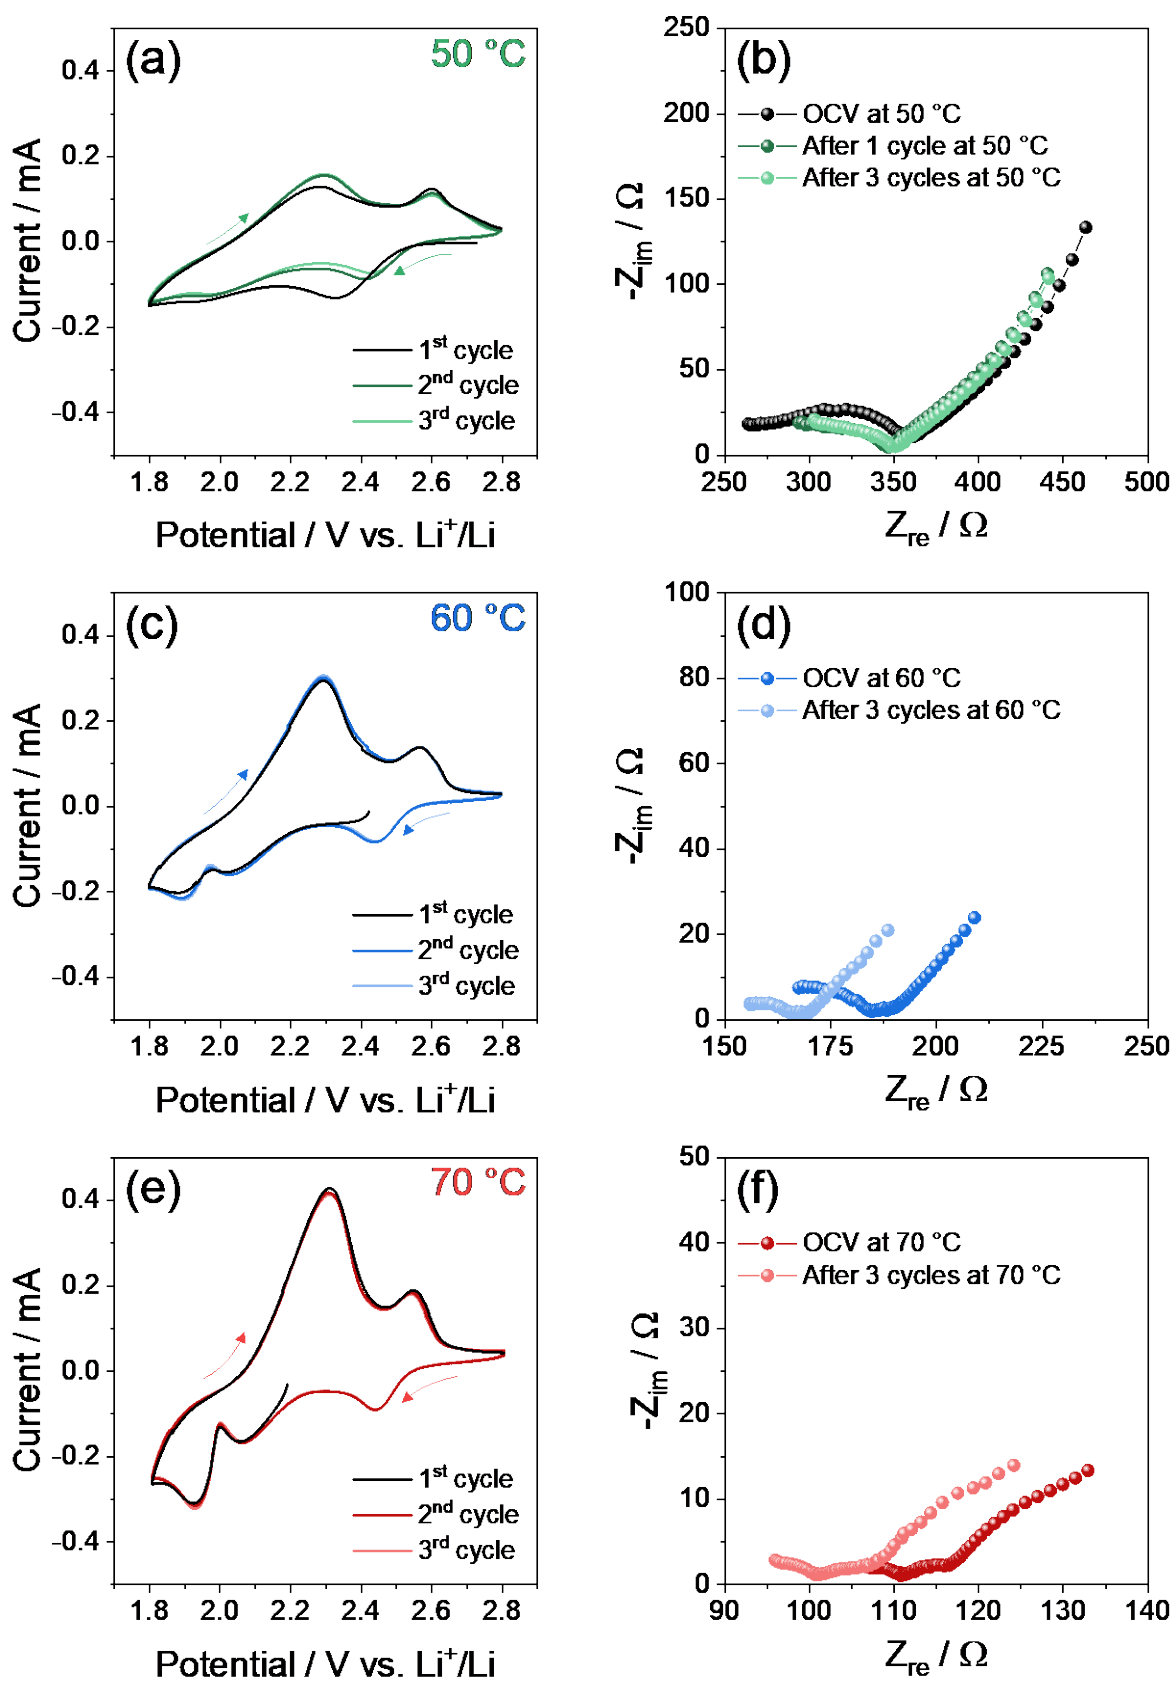 (a)
50 °C
0.4
0.2
0.0
-0.2
-0.4
Current / mA
1st cycle
2nd cycle
3rd cycle
1.8 2.0 2.2 2.4 2.6 2.8
Potential / V vs. Li+/Li
(b)
250
200
150
100
50
0
-Zim / Ω
OCV at 50 °C
After 1 cycle at 50 °C
After 3 cycles at 50 °C
250 300 350 400 450 500
Zre / Ω
(c)
60 °C
0.4
0.2
0.0
-0.2
-0.4
Current / mA
1st cycle
2nd cycle
3rd cycle
1.8 2.0 2.2 2.4 2.6 2.8
Potential / V vs. Li+/Li
(d)
100
80
60
40
20
0
-Zim / Ω
OCV at 60 °C
After 3 cycles at 60 °C
150 175 200 225 250
Zre / Ω
(e)
70 °C
0.4
0.2
0.0
-0.2
-0.4
Current / mA
1st cycle
2nd cycle
3rd cycle
1.8 2.0 2.2 2.4 2.6 2.8
Potential / V vs. Li+/Li
(f)
50
40
30
20
10
0
-Zim / Ω
OCV at 70 °C
After 3 cycles at 70 °C
90 100 110 120 130 140
Zre / Ω